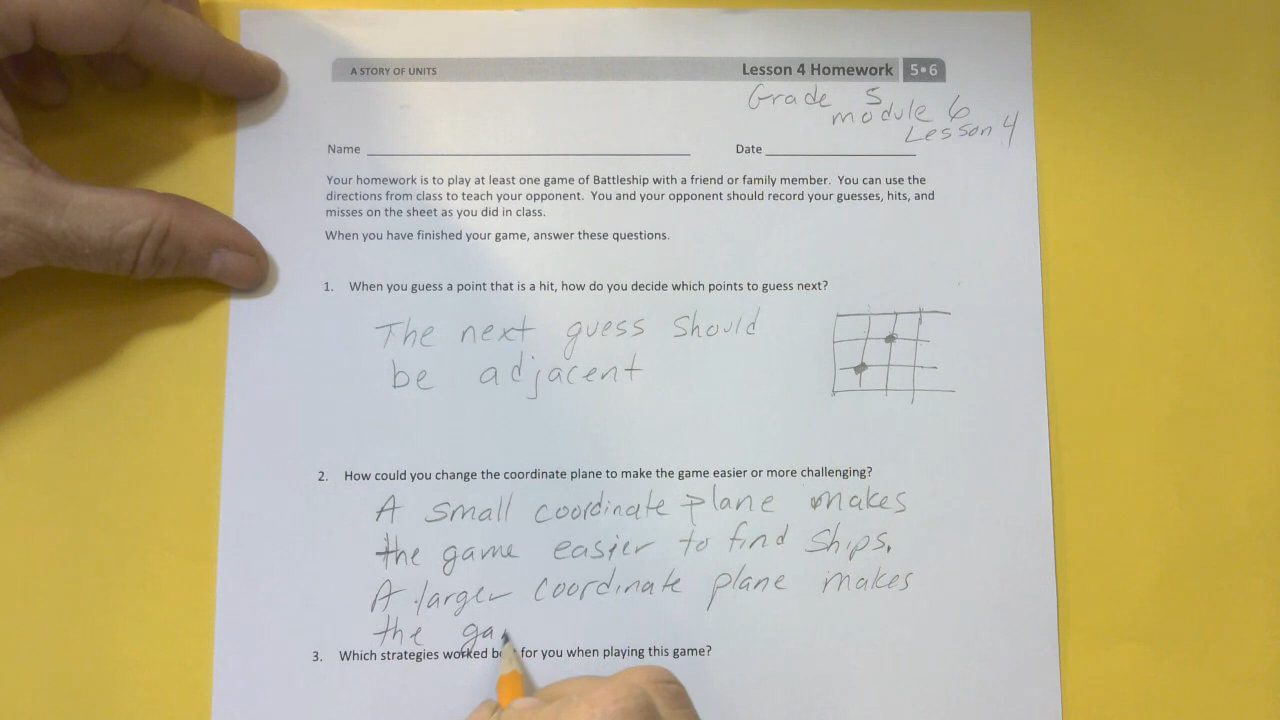 A STORY OF UNITS
Lesson 4 Homework 5•6
Grade 5
module 6
Lesson 4
Name
Date
Your homework is to play at least one game of Battleship with a friend or family member. You can use the
directions from class to teach your opponent. You and your opponent should record your guesses, hits, and
misses on the sheet as you did in class.
When you have finished your game, answer these questions.
1. When you guess a point that is a hit, how do you decide which points to guess next?
The next guess should
be adjacent
2. How could you change the coordinate plane to make the game easier or more challenging?
A small coordinate plane makes
the game easier to find ships.
A larger coordinate plane makes
the ga
3. Which strategies worked for you when playing this game?